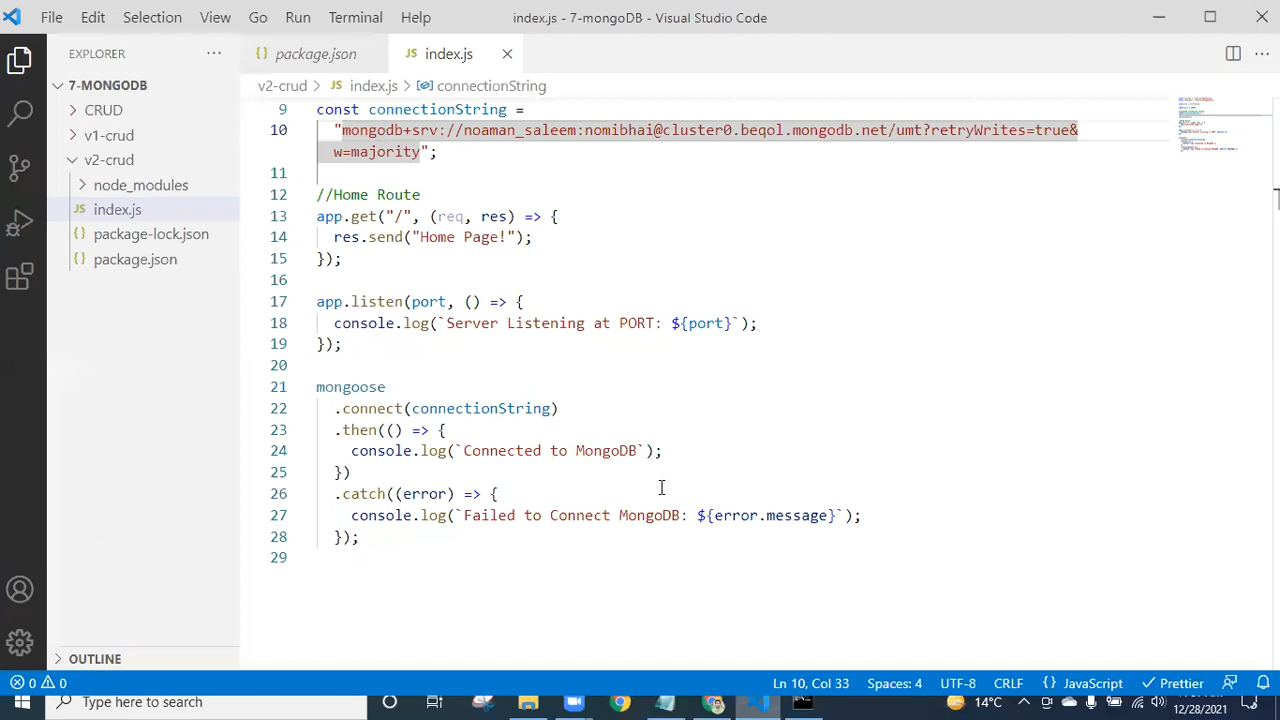 File Edit Selection View Go Run Terminal Help index.js - 7-mongoDB - Visual Studio Code
EXPLORER
7-MONGODB
CRUD
v1-crud
v2-crud
node_modules
JS index.js
{} package-lock.json
{} package.json
OUTLINE
{} package.json JS index.js
v2-crud > JS index.js > connectionString
9 const connectionString =
10 "mongodb+srv://noaman_saleem:nomibhai@cluster0.beqol.mongodb.net/umt?retryWrites=true&
w=majority";
11
12 //Home Route
13 app.get("/", (req, res) => {
14 res.send("Home Page!");
15 });
16
17 app.listen(port, () => {
18 console.log(`Server Listening at PORT: ${port}`);
19 });
20
21 mongoose
22 .connect(connectionString)
23 .then(() => {
24 console.log(`Connected to MongoDB`);
25 })
26 .catch((error) => {
27 console.log(`Failed to Connect MongoDB: ${error.message}`);
28 });
29
0 0 Ln 10, Col 33 Spaces: 4 UTF-8 CRLF {} JavaScript Prettier
Type here to search 14°C 12/28/2021